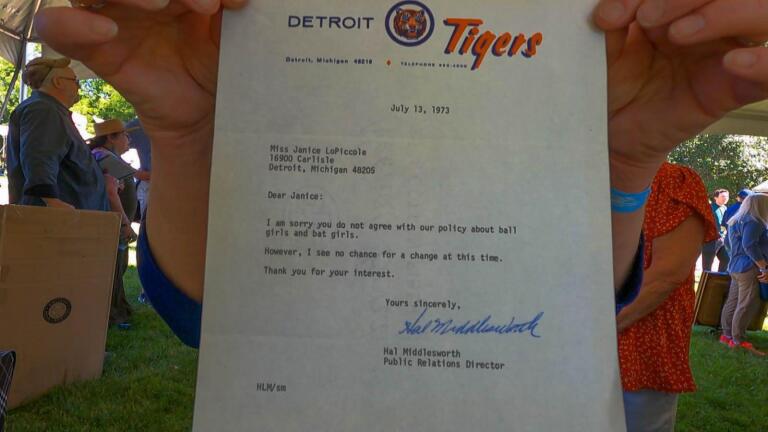 DETROIT Tigers
Detroit, Michigan 48216 TELEPHONE
July 13, 1973
Miss Janice LoPiccolo
16900 Carlisle
Detroit, Michigan 48205
Dear Janice:
I am sorry you do not agree with our policy about ball
girls and bat girls.
However, I see no chance for a change at this time.
Thank you for your interest.
Yours sincerely,
Hal Middlesworth
Hal Middlesworth
Public Relations Director
HLM/sm